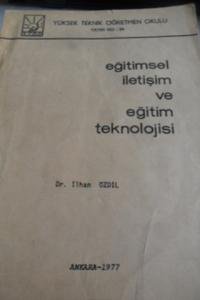 YÜKSEK TEKNİK ÖĞRETMEN OKULU
eğitimsel
iletişim
ve
eğitim
teknolojisi
Dr. İlhan ÖZDİL
ANKARA-1977